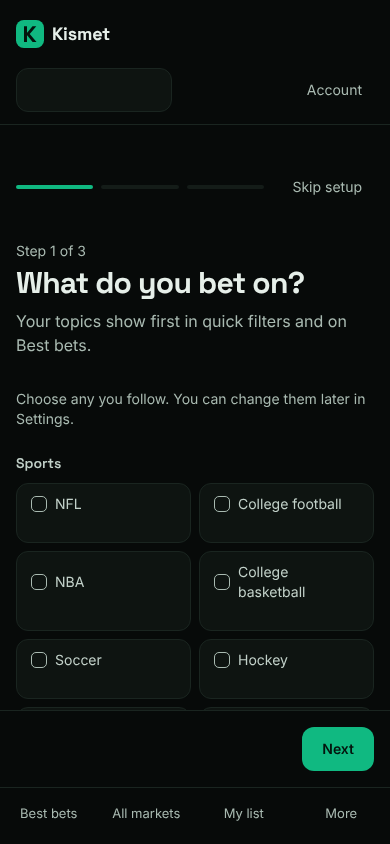 Kismet
Account
Skip setup
Step 1 of 3
What do you bet on?
Your topics show first in quick filters and on
Best bets.
Choose any you follow. You can change them later in
Settings.
Sports
NFL
College football
NBA
College
basketball
Soccer
Hockey
Next
Best bets
All markets
My list
More